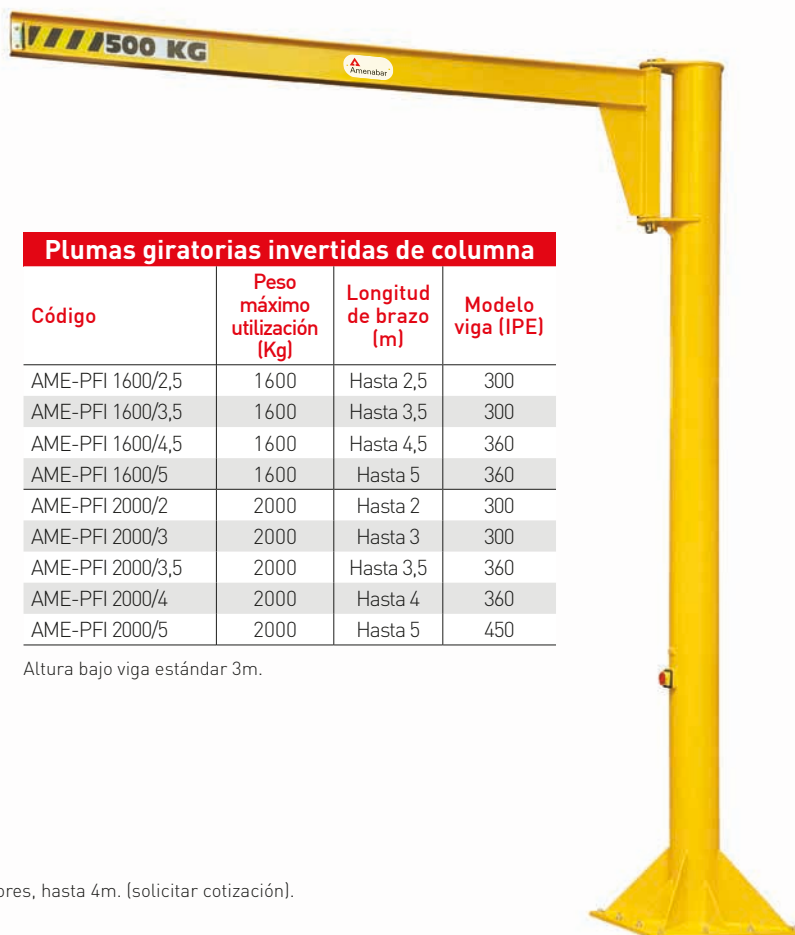 500 KG
Amenabar
Plumas giratorias invertidas de columna
Código Peso máximo utilización (Kg) Longitud de brazo (m) Modelo viga (IPE)
AME-PFI 1600/2,5 1600 Hasta 2,5 300
AME-PFI 1600/3,5 1600 Hasta 3,5 300
AME-PFI 1600/4,5 1600 Hasta 4,5 360
AME-PFI 1600/5 1600 Hasta 5 360
AME-PFI 2000/2 2000 Hasta 2 300
AME-PFI 2000/3 2000 Hasta 3 300
AME-PFI 2000/3,5 2000 Hasta 3,5 360
AME-PFI 2000/4 2000 Hasta 4 360
AME-PFI 2000/5 2000 Hasta 5 450
Altura bajo viga estándar 3m.
ores, hasta 4m. (solicitar cotización).